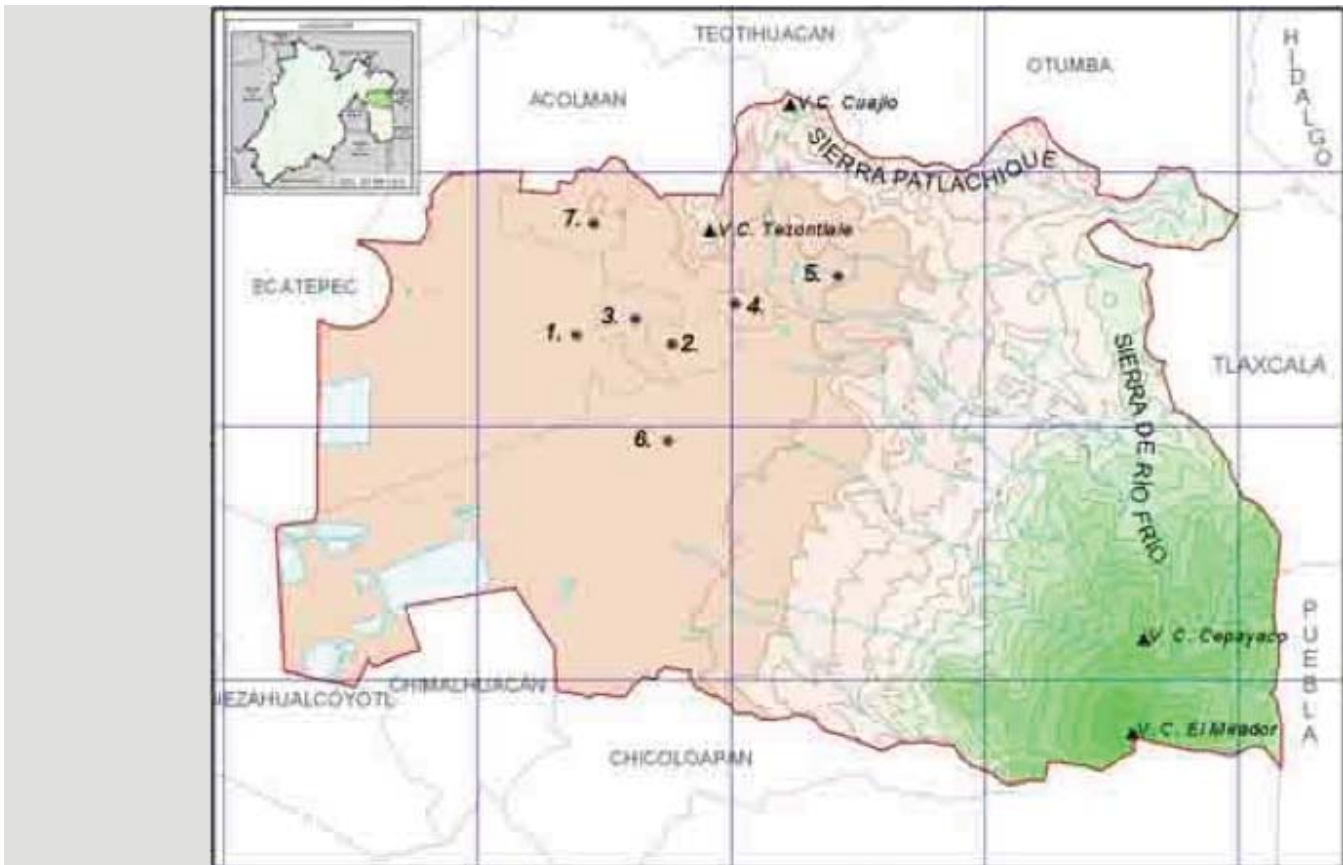 TEOTIHUACAN
OTUMBA
HIDALGO
ACOLMAN
V.C. Cuajio
SIERRA PATLACHIQUE
7.
V.C. Tezontlale
ECATEPEC
5.
3.
4.
1.
2.
SIERRA DE RÍO FRÍO
TLAXCALA
6.
PUEBLA
V. C. Cepayaco
NEZAHUALCOYOTL
CHIMALHUACÁN
V. C. El Mirador
CHICOLOAPAN